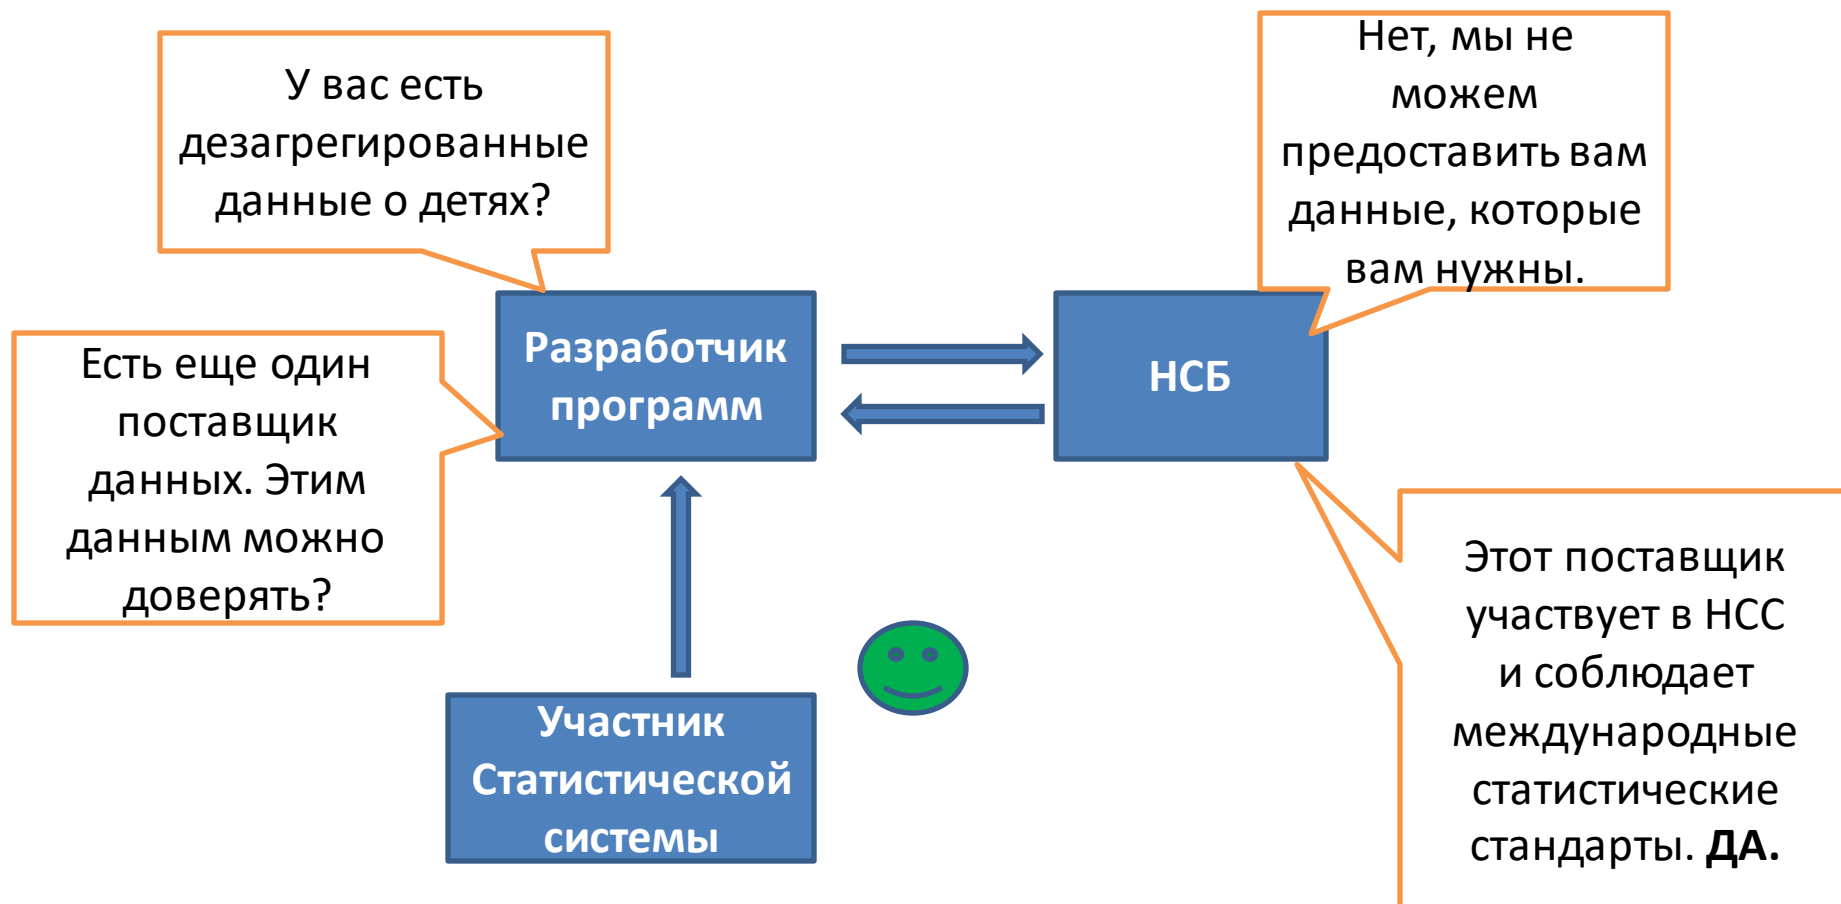 У вас есть
дезагрегированные
данные о детях?
Нет, мы не
можем
предоставить вам
данные, которые
вам нужны.
Разработчик
программ
НСБ
Есть еще один
поставщик
данных. Этим
данным можно
доверять?
Этот поставщик
участвует в НСС
и соблюдает
международные
статистические
стандарты. ДА.
Участник
Статистической
системы